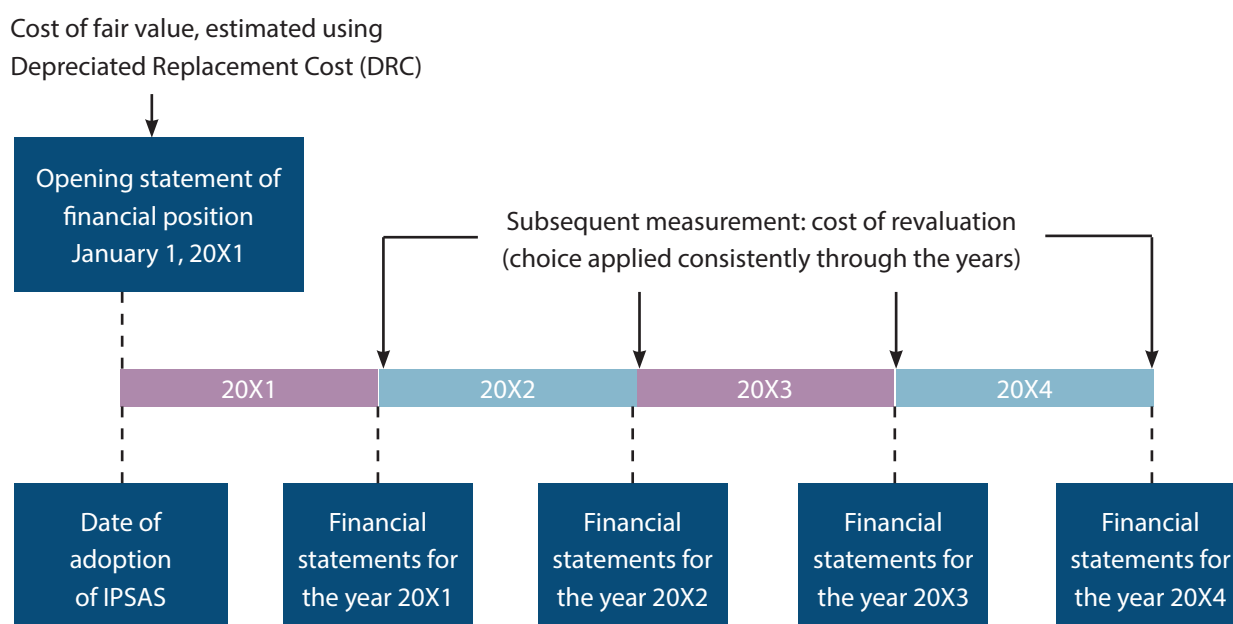 Cost of fair value, estimated using
Depreciated Replacement Cost (DRC)
Opening statement of
financial position
January 1, 20X1
Subsequent measurement: cost of revaluation
(choice applied consistently through the years)
20X1
20X2
20X3
20X4
Date of
adoption
of IPSAS
Financial
statements for
the year 20X1
Financial
statements for
the year 20X2
Financial
statements for
the year 20X3
Financial
statements for
the year 20X4